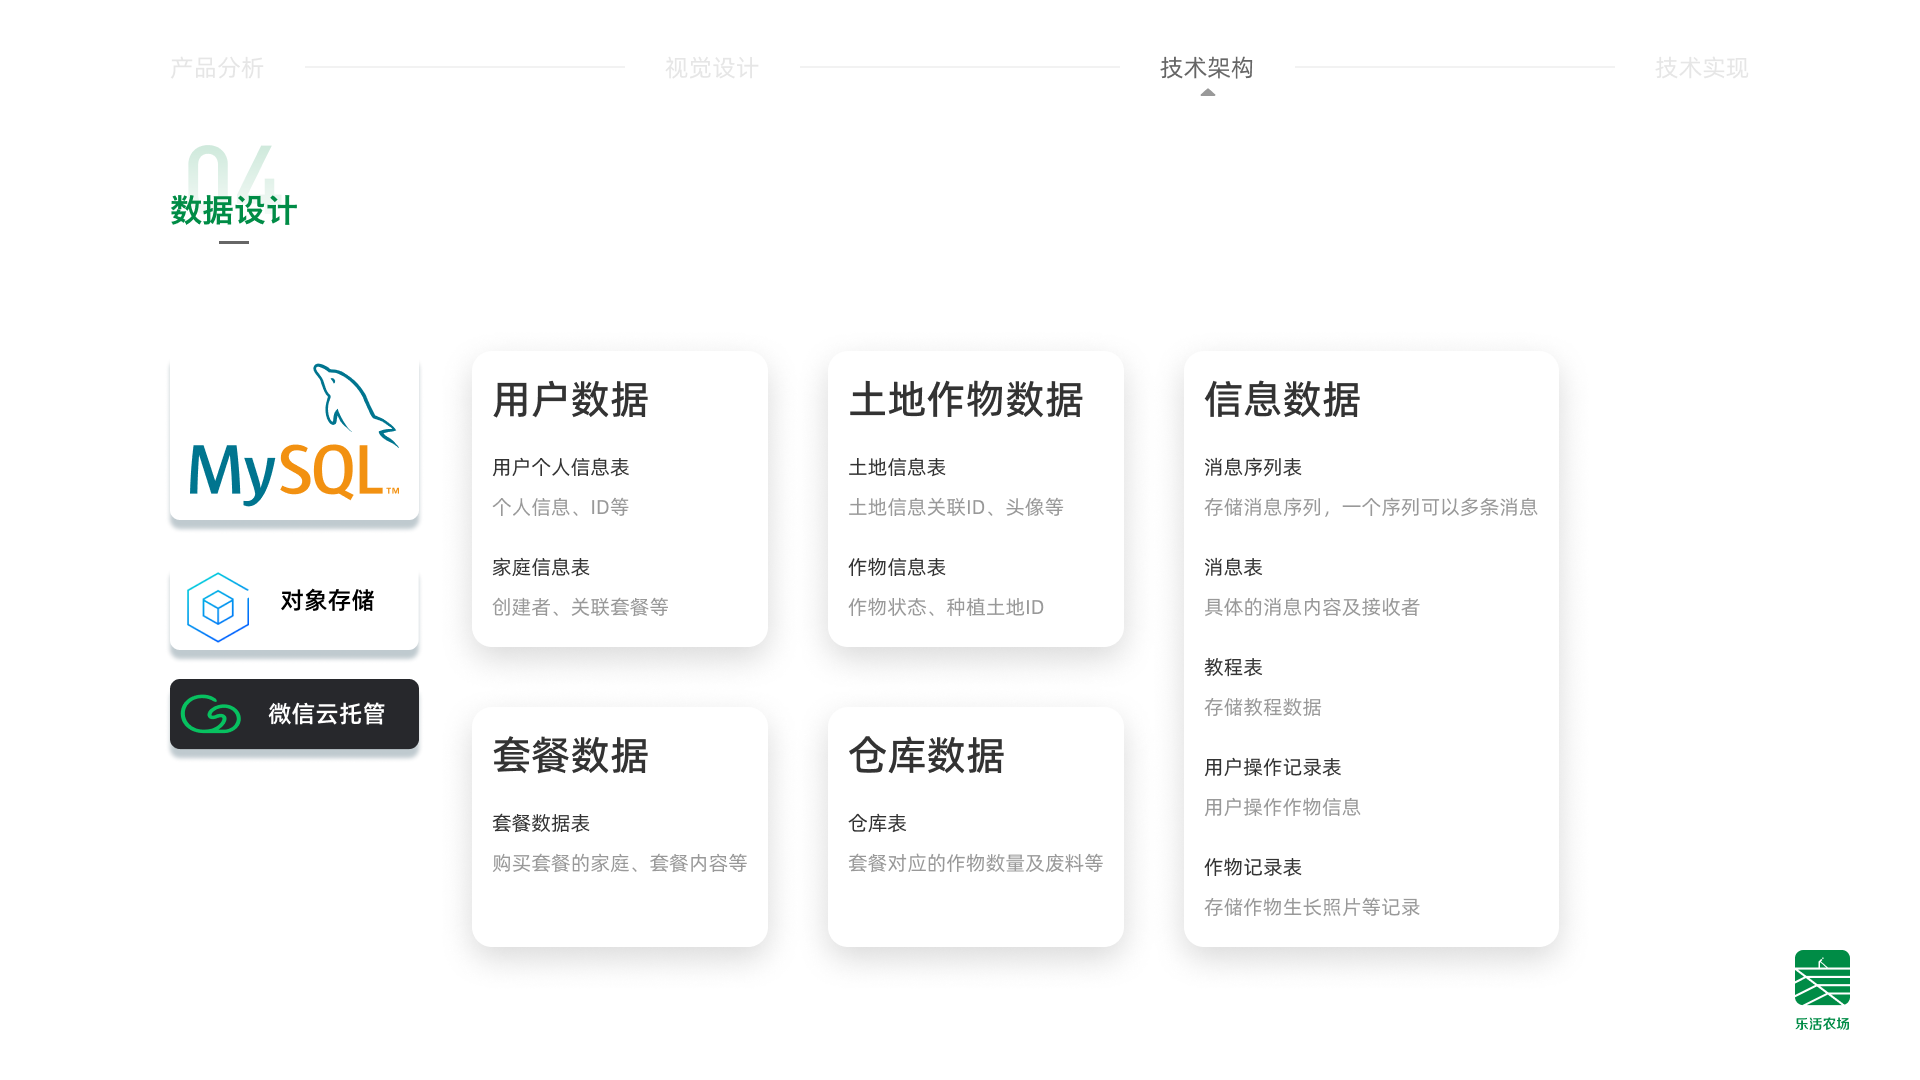 产品分析
视觉设计
技术架构
技术实现
04
数据设计
MySQL™
对象存储
微信云托管
用户数据
用户个人信息表
个人信息、ID等
家庭信息表
创建者、关联套餐等
土地作物数据
土地信息表
土地信息关联ID、头像等
作物信息表
作物状态、种植土地ID
信息数据
消息序列表
存储消息序列，一个序列可以多条消息
消息表
具体的消息内容及接收者
教程表
存储教程数据
用户操作记录表
用户操作作物信息
作物记录表
存储作物生长照片等记录
套餐数据
套餐数据表
购买套餐的家庭、套餐内容等
仓库数据
仓库表
套餐对应的作物数量及废料等
乐活农场